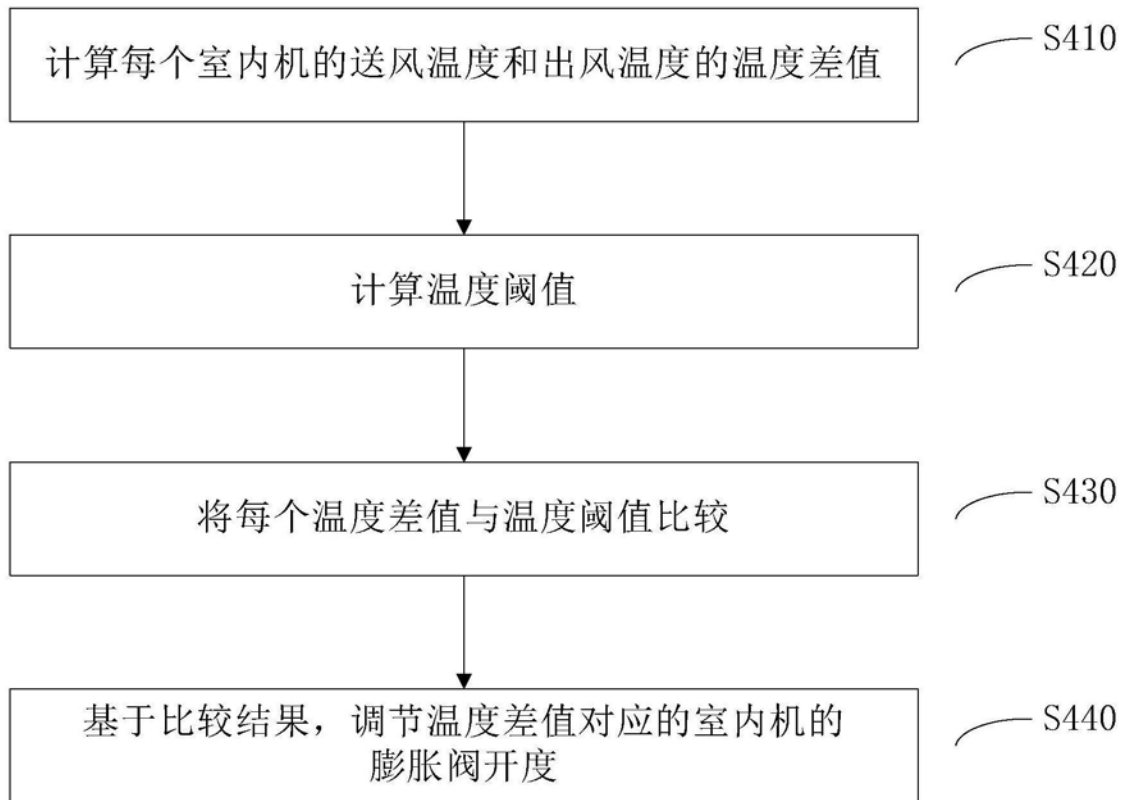 计算每个室内机的送风温度和出风温度的温度差值
S410
计算温度阈值
S420
将每个温度差值与温度阈值比较
S430
基于比较结果，调节温度差值对应的室内机的
膨胀阀开度
S440